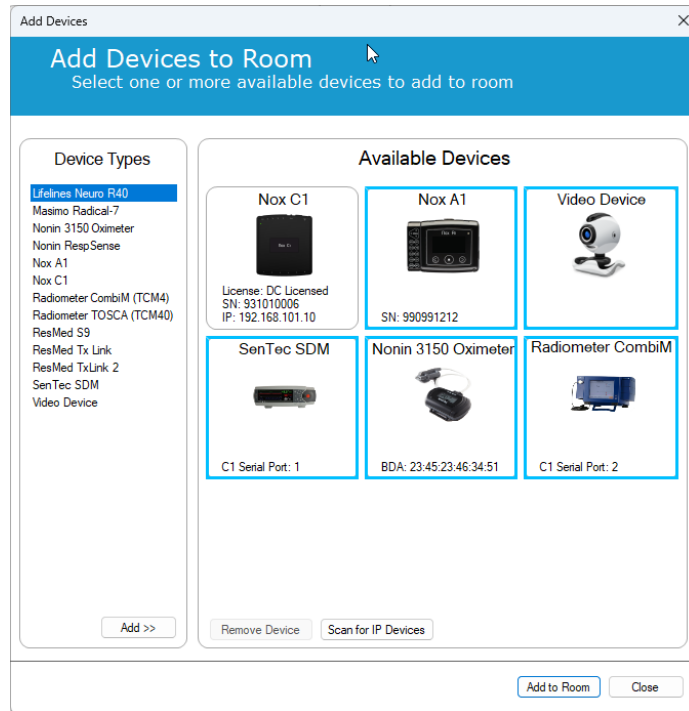 Add Devices
Add Devices to Room
Select one or more available devices to add to room
Device Types
Lifelines Neuro R40
Masimo Radical-7
Nonin 3150 Oximeter
Nonin RespSense
Nox A1
Nox C1
Radiometer CombiM (TCM4)
Radiometer TOSCA (TCM40)
ResMed S9
ResMed Tx Link
ResMed TxLink 2
SenTec SDM
Video Device
Add >>
Available Devices
Nox C1
Nox C1
License: DC Licensed
SN: 931010006
IP: 192.168.101.10
Nox A1
Nox A1
SN: 990991212
Video Device
SenTec SDM
C1 Serial Port: 1
Nonin 3150 Oximeter
BDA: 23:45:23:46:34:51
Radiometer CombiM
C1 Serial Port: 2
Remove Device
Scan for IP Devices
Add to Room
Close